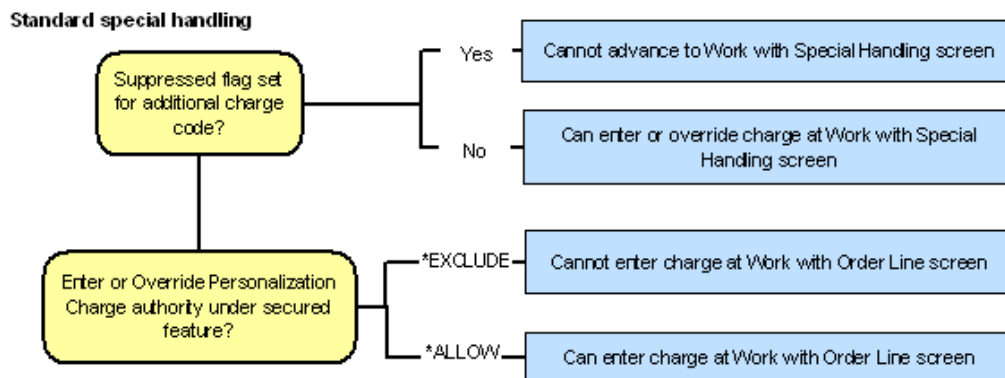 Standard special handling
Suppressed flag set
for additional charge
code?
Yes
Cannot advance to Work with Special Handling screen
No
Can enter or override charge at Work with Special
Handling screen
Enter or Override Personalization
Charge authority under secured
feature?
*EXCLUDE
Cannot enter charge at Work with Order Line screen
*ALLOW
Can enter charge at Work with Order Line screen